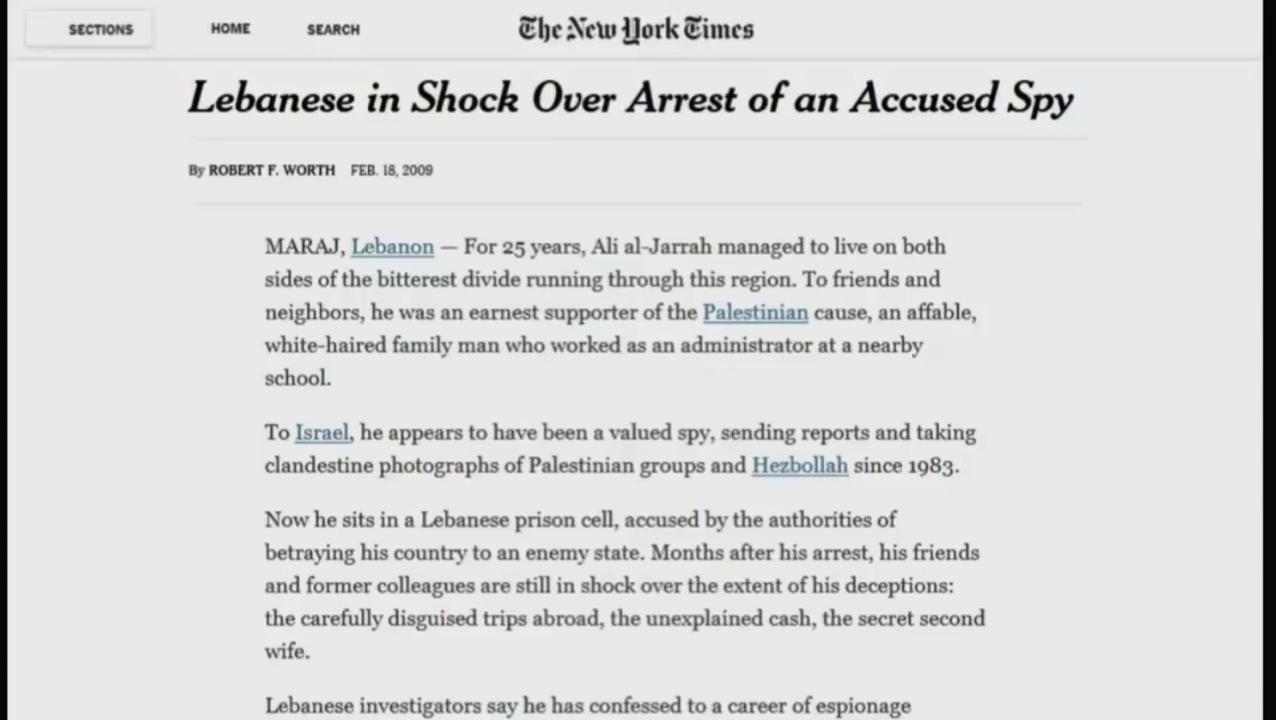 SECTIONS HOME SEARCH The New York Times
Lebanese in Shock Over Arrest of an Accused Spy
By ROBERT F. WORTH FEB. 18, 2009
MARAJ, Lebanon — For 25 years, Ali al-Jarrah managed to live on both
sides of the bitterest divide running through this region. To friends and
neighbors, he was an earnest supporter of the Palestinian cause, an affable,
white-haired family man who worked as an administrator at a nearby
school.
To Israel, he appears to have been a valued spy, sending reports and taking
clandestine photographs of Palestinian groups and Hezbollah since 1983.
Now he sits in a Lebanese prison cell, accused by the authorities of
betraying his country to an enemy state. Months after his arrest, his friends
and former colleagues are still in shock over the extent of his deceptions:
the carefully disguised trips abroad, the unexplained cash, the secret second
wife.
Lebanese investigators say he has confessed to a career of espionage